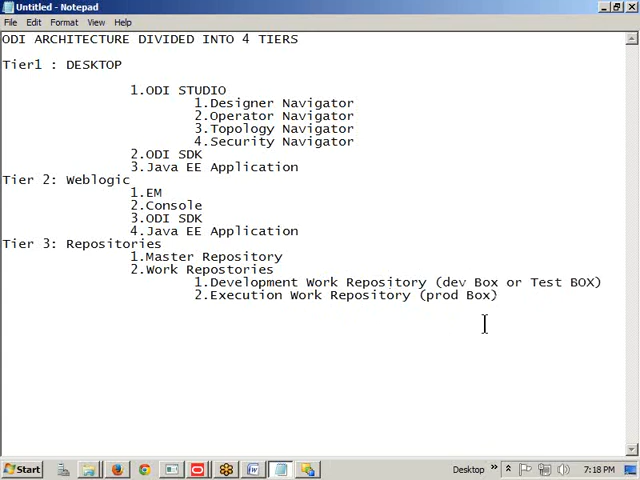 Untitled - Notepad
File Edit Format View Help
ODI ARCHITECTURE DIVIDED INTO 4 TIERS
Tier1 : DESKTOP
1.ODI STUDIO
1.Designer Navigator
2.Operator Navigator
3.Topology Navigator
4.Security Navigator
2.ODI SDK
3.Java EE Application
Tier 2: Weblogic
1.EM
2.Console
3.ODI SDK
4.Java EE Application
Tier 3: Repositories
1.Master Repository
2.Work Repostories
1.Development Work Repository (dev Box or Test BOX)
2.Execution Work Repository (prod Box)
Start Desktop » 7:18 PM